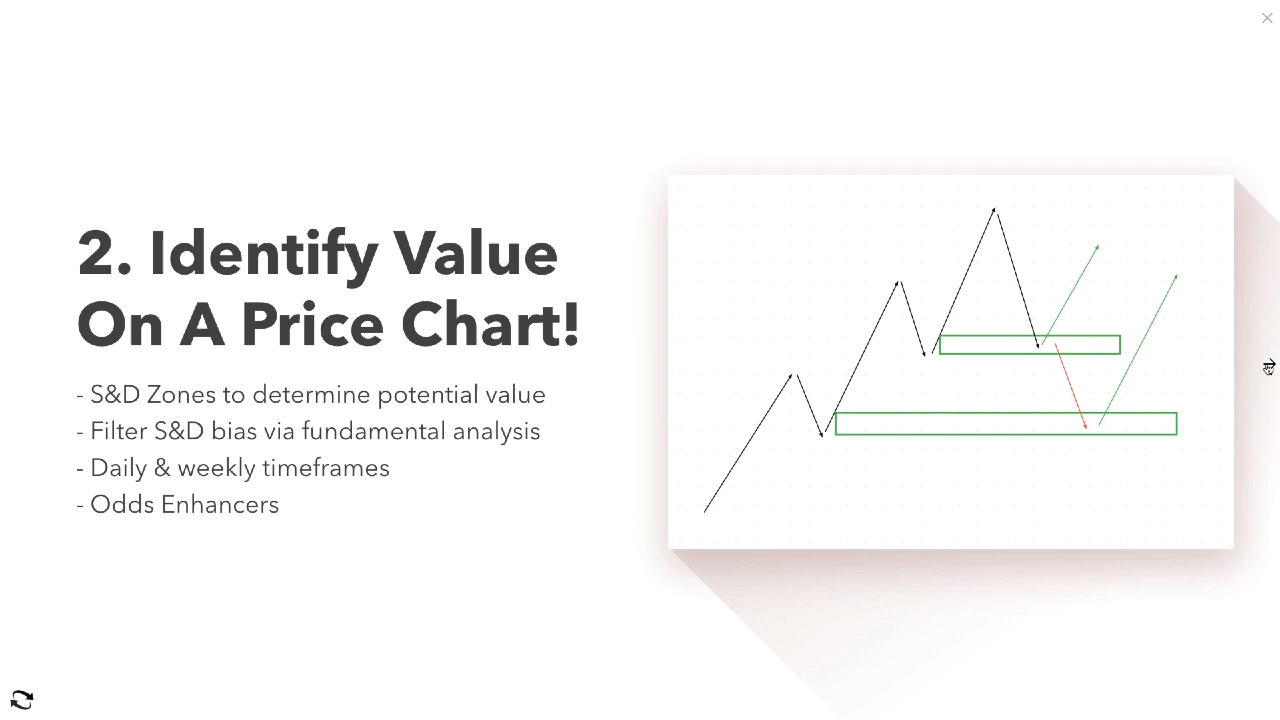 2. Identify Value
On A Price Chart!
- S&D Zones to determine potential value
- Filter S&D bias via fundamental analysis
- Daily & weekly timeframes
- Odds Enhancers